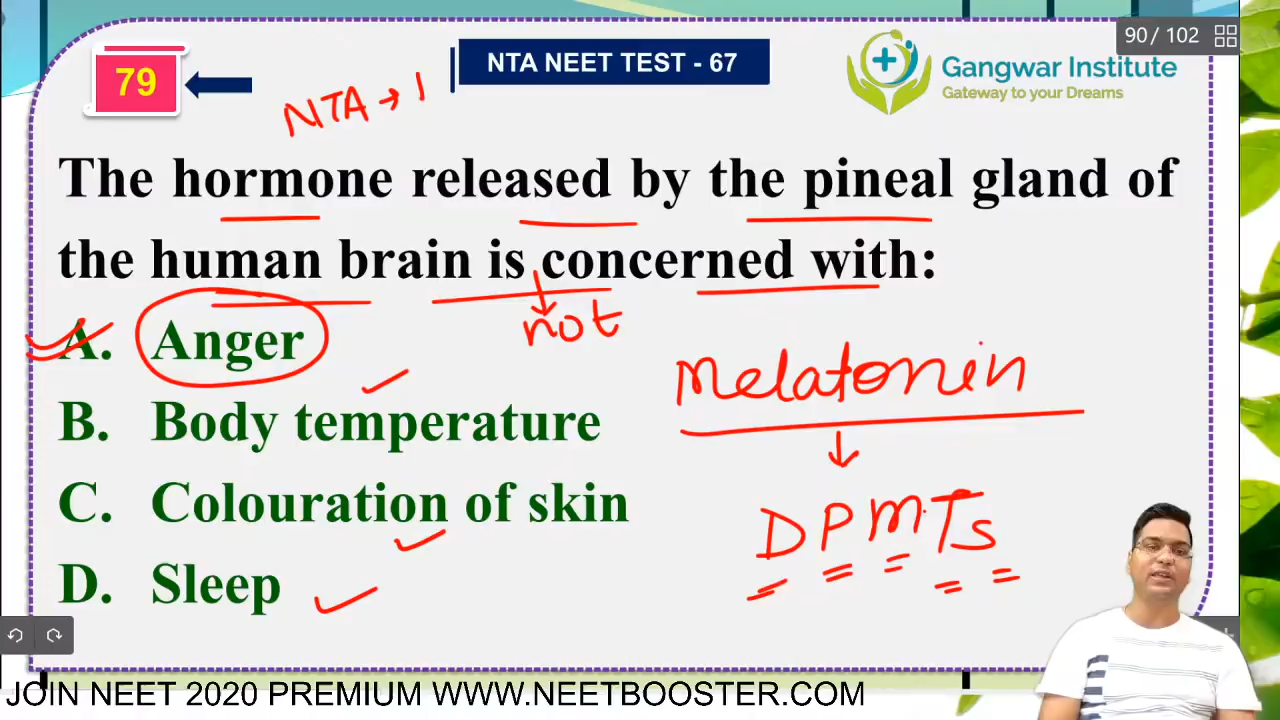 90 / 102
79
NTA NEET TEST - 67
Gangwar Institute
Gateway to your Dreams
NTA → 1
The hormone released by the pineal gland of
the human brain is concerned with:
not
A. Anger
Melatonin
B. Body temperature
C. Colouration of skin
DPMTs
D. Sleep
JOIN NEET 2020 PREMIUM WWW.NEETBOOSTER.COM